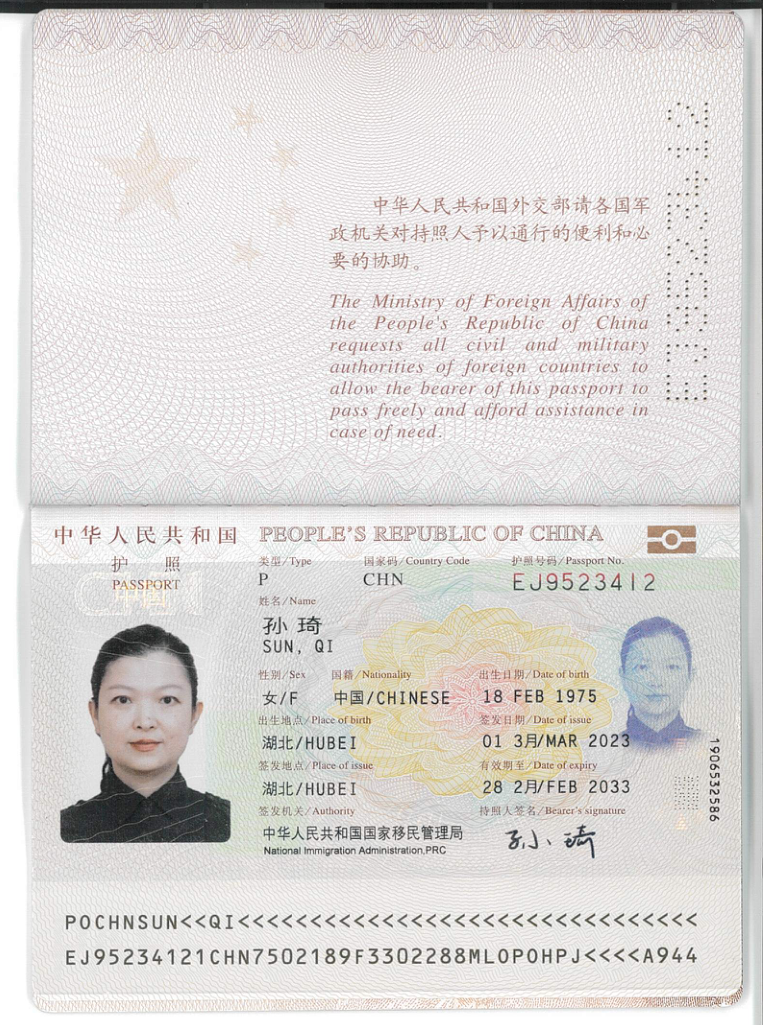 中华人民共和国外交部请各国军
政机关对持照人予以通行的便利和必
要的协助。
The Ministry of Foreign Affairs of
the People's Republic of China
requests all civil and military
authorities of foreign countries to
allow the bearer of this passport to
pass freely and afford assistance in
case of need.
EJ9523412
中华人民共和国 PEOPLE'S REPUBLIC OF CHINA
护 照
PASSPORT
类型/Type 国家码/Country Code 护照号码/Passport No.
P CHN EJ9523412
姓名/Name
孙 琦
SUN, QI
性别/Sex 国籍/Nationality 出生日期/Date of birth
女/F 中国/CHINESE 18 FEB 1975
出生地点/Place of birth 签发日期/Date of issue
湖北/HUBEI 01 3月/MAR 2023
签发地点/Place of issue 有效期至/Date of expiry
湖北/HUBEI 28 2月/FEB 2033
签发机关/Authority 持照人签名/Bearer's signature
中华人民共和国国家移民管理局
National Immigration Administration,PRC
1906532586
POCHNSUN<<QI<<<<<<<<<<<<<<<<<<<<<<<<<<<<<<<<
EJ95234121CHN7502189F3302288MLOPOHPJ<<<<A944